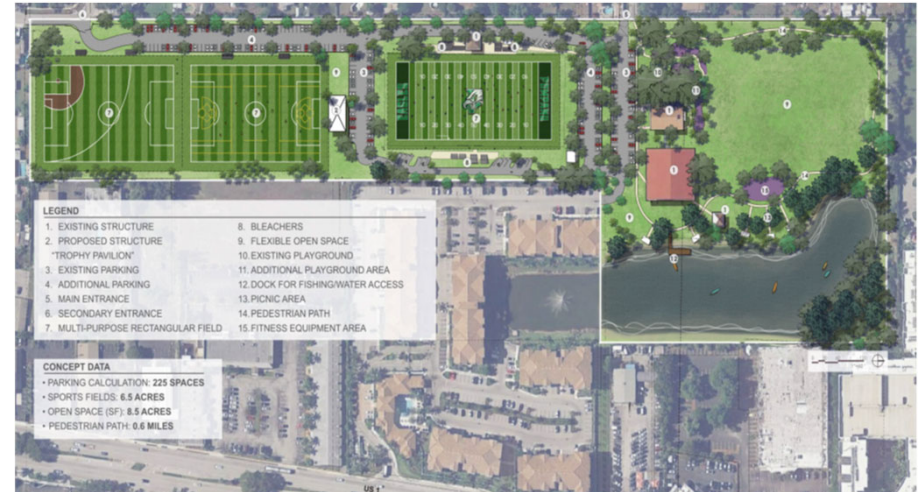 LEGEND
1. EXISTING STRUCTURE
2. PROPOSED STRUCTURE
"TROPHY PAVILION"
3. EXISTING PARKING
4. ADDITIONAL PARKING
5. MAIN ENTRANCE
6. SECONDARY ENTRANCE
7. MULTI-PURPOSE RECTANGULAR FIELD
8. BLEACHERS
9. FLEXIBLE OPEN SPACE
10. EXISTING PLAYGROUND
11. ADDITIONAL PLAYGROUND AREA
12. DOCK FOR FISHING/WATER ACCESS
13. PICNIC AREA
14. PEDESTRIAN PATH
15. FITNESS EQUIPMENT AREA
CONCEPT DATA
• PARKING CALCULATION: 225 SPACES
• SPORTS FIELDS: 6.5 ACRES
• OPEN SPACE (SF): 8.5 ACRES
• PEDESTRIAN PATH: 0.6 MILES